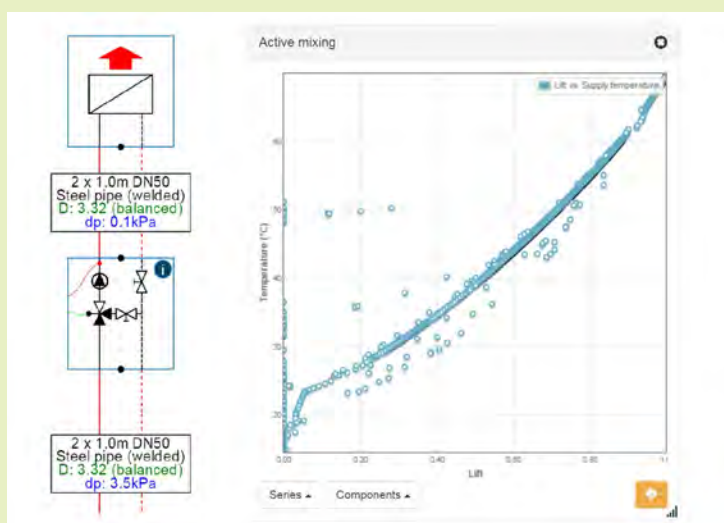 2 x 1.0m DN50
Steel pipe (welded)
D: 3.32 (balanced)
dp: 0.1kPa
i
2 x 1.0m DN50
Steel pipe (welded)
D: 3.32 (balanced)
dp: 3.5kPa
Active mixing
Lift vs Supply temperature
Temperature (°C)
60
50
40
30
20
0.00 0.20 0.40 0.60 0.80 1.0
Lift
Series
Components